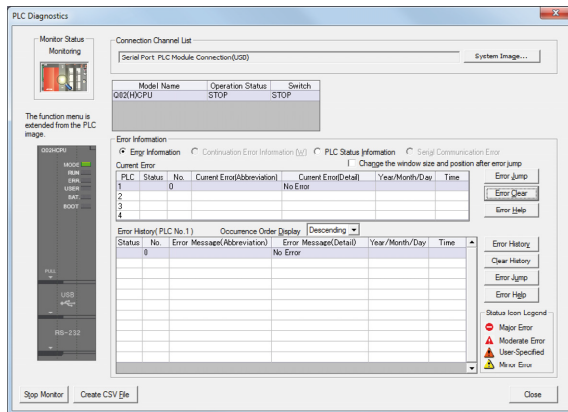 PLC Diagnostics
Monitor Status
Monitoring
Connection Channel List
Serial Port PLC Module Connection(USB)
System Image...
The function menu is
extended from the PLC
image.
Model Name Operation Status Switch
Q02(H)CPU STOP STOP
Error Information
Error Information Continuation Error Information (W) PLC Status Information Serial Communication Error
Current Error Change the window size and position after error jump
PLC Status No. Current Error(Abbreviation) Current Error(Detail) Year/Month/Day Time
1 0 No Error
2
3
4
Error Jump
Error Clear
Error Help
Error History( PLC No.1 ) Occurrence Order Display Descending
Status No. Error Message(Abbreviation) Error Message(Detail) Year/Month/Day Time
0 No Error
Error History
Clear History
Error Jump
Error Help
Status Icon Legend
Major Error
Moderate Error
User-Specified
Minor Error
Q02HCPU
MODE
RUN
ERR.
USER
BAT.
BOOT
PULL
USB
RS-232
Stop Monitor
Create CSV File
Close